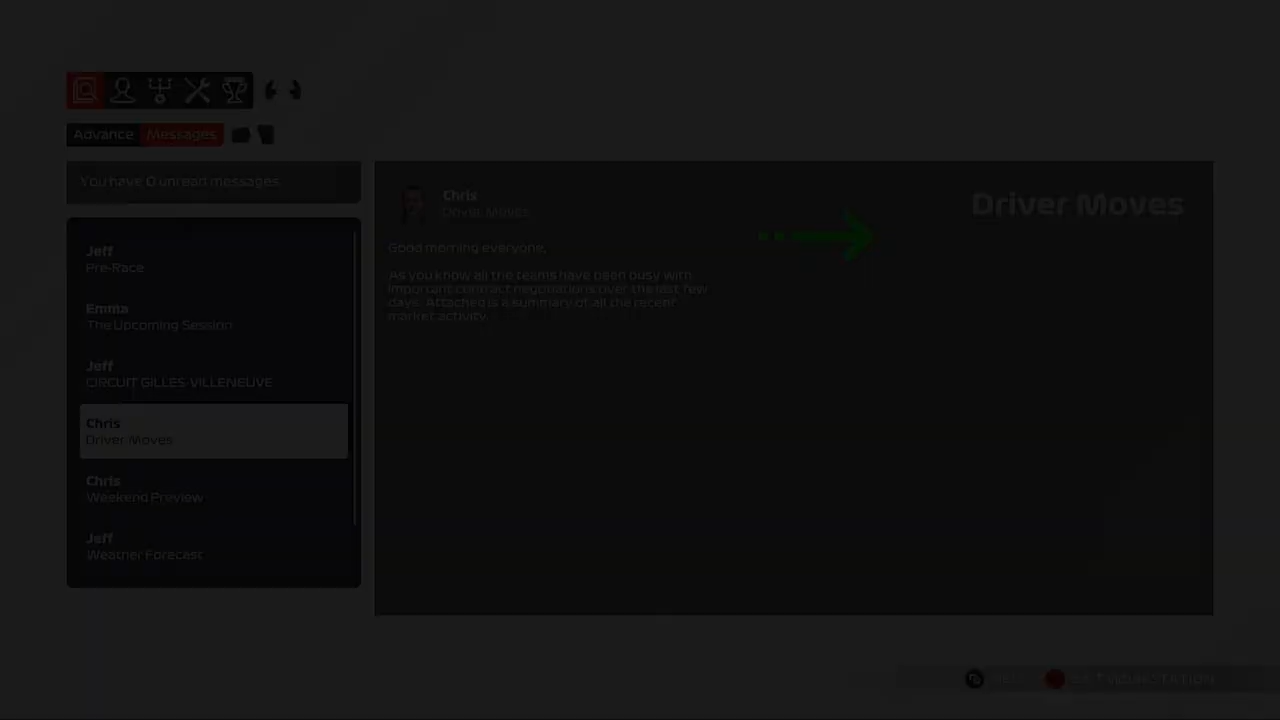 Advance Messages
You have 0 unread messages
Jeff
Pre-Race
Emma
The Upcoming Session
Jeff
CIRCUIT GILLES-VILLENEUVE
Chris
Driver Moves
Chris
Weekend Preview
Jeff
Weather Forecast
Chris
Driver Moves
Driver Moves
Good morning everyone,
As you know all the teams have been busy with
important contract negotiations over the last few
days. Attached is a summary of all the recent
market activity.